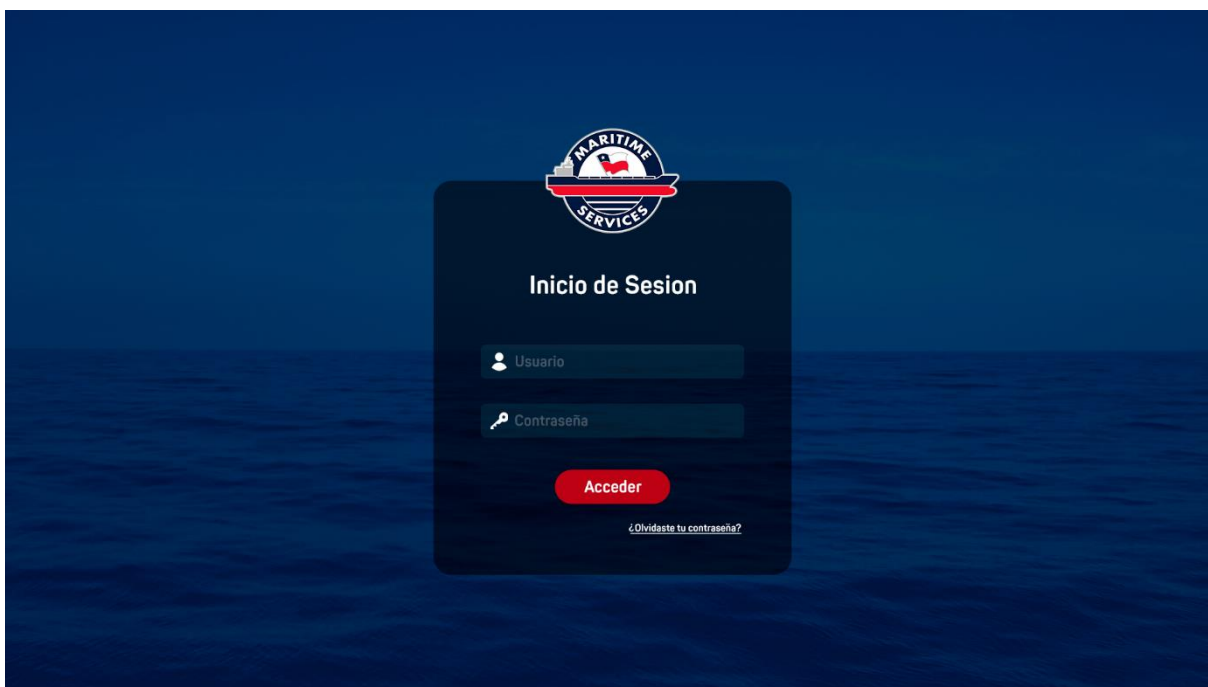 MARITIME
SERVICES
Inicio de Sesion
Usuario
Contraseña
Acceder
¿Olvidaste tu contraseña?